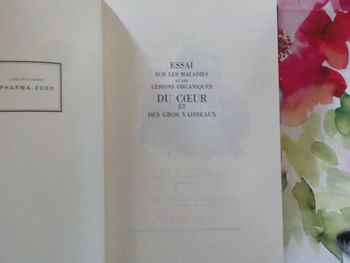 LABORATOIRES
PHARMA-2000
ESSAI
SUR LES MALADIES
ET LES
LÉSIONS ORGANIQUES
DU CŒUR
ET
DES GROS VAISSEAUX